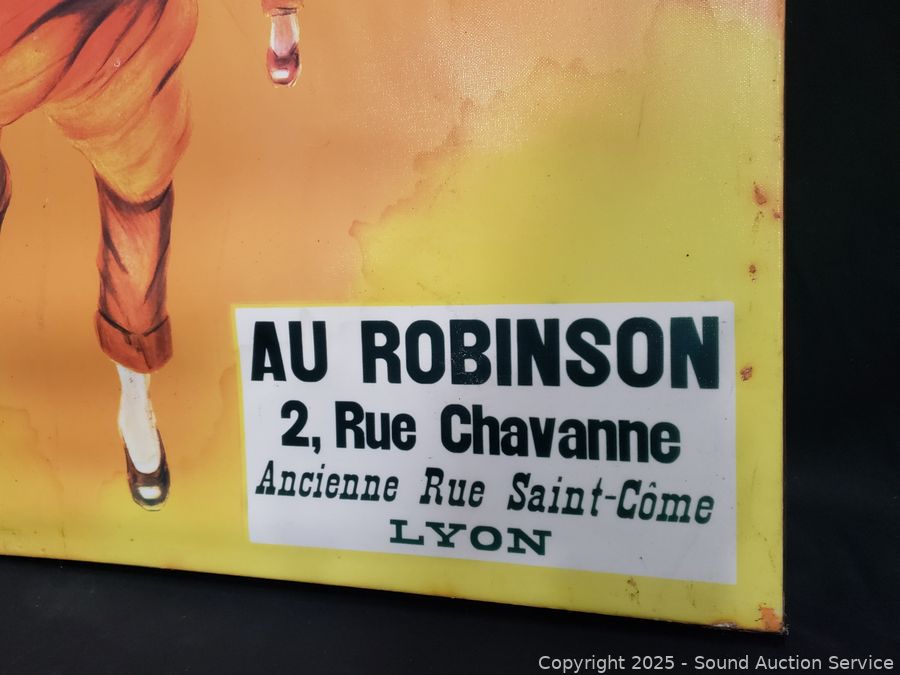 AU ROBINSON
2, Rue Chavanne
Ancienne Rue Saint-Côme
LYON
Copyright 2025 - Sound Auction Service